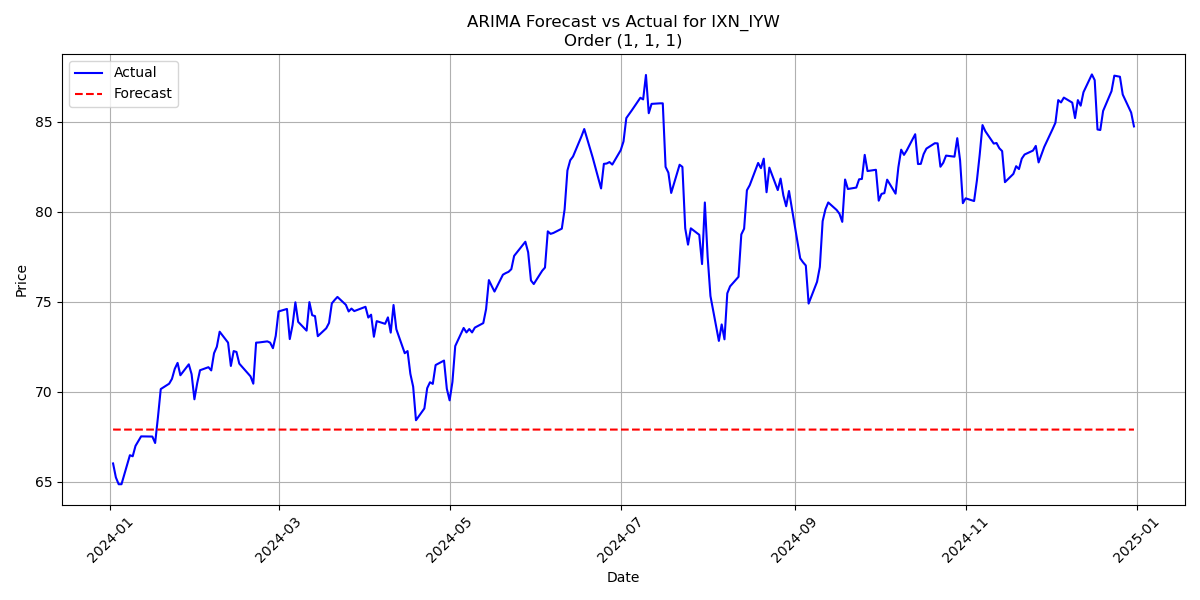 ARIMA Forecast vs Actual for IXN_IYW
Order (1, 1, 1)
Actual
Forecast
Price
85
80
75
70
65
2024-01
2024-03
2024-05
2024-07
2024-09
2024-11
2025-01
Date